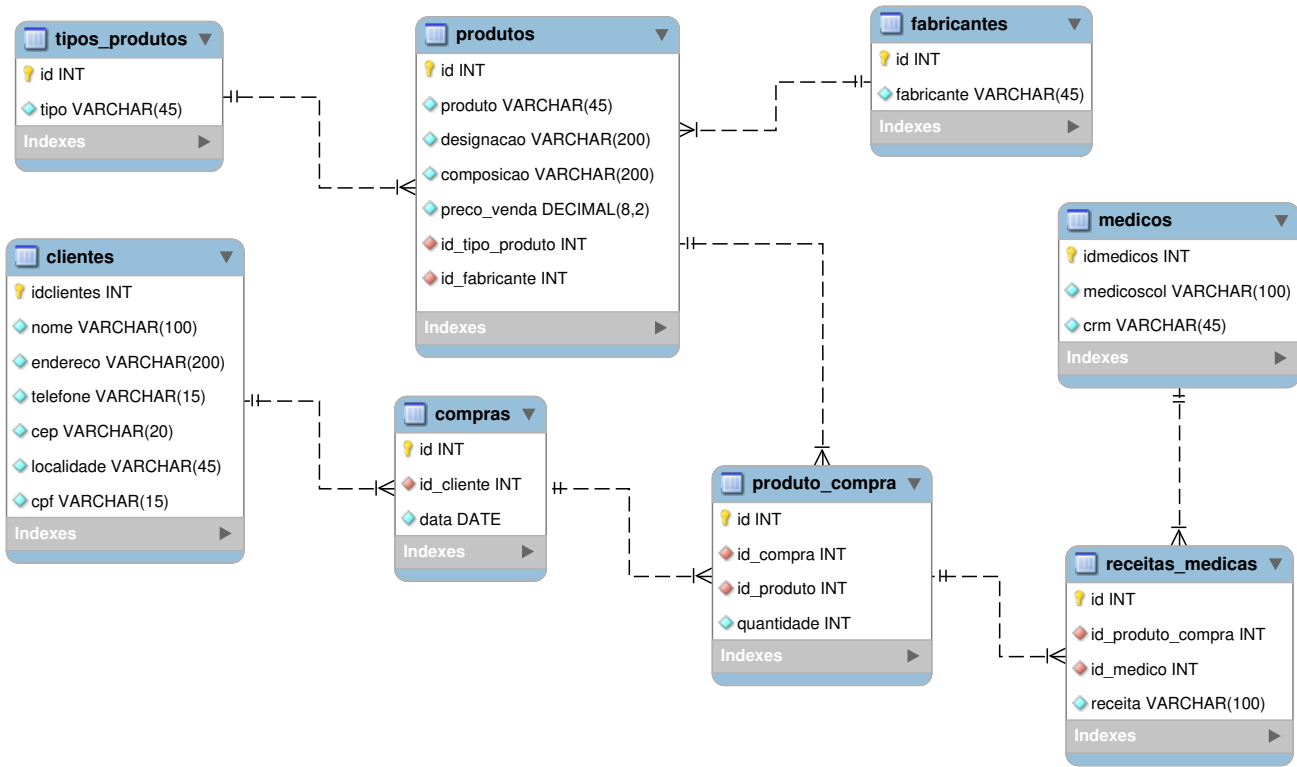 tipos_produtos
id INT
tipo VARCHAR(45)
Indexes
produtos
id INT
produto VARCHAR(45)
designacao VARCHAR(200)
composicao VARCHAR(200)
preco_venda DECIMAL(8,2)
id_tipo_produto INT
id_fabricante INT
Indexes
fabricantes
id INT
fabricante VARCHAR(45)
Indexes
clientes
idclientes INT
nome VARCHAR(100)
endereco VARCHAR(200)
telefone VARCHAR(15)
cep VARCHAR(20)
localidade VARCHAR(45)
cpf VARCHAR(15)
Indexes
compras
id INT
id_cliente INT
data DATE
Indexes
produto_compra
id INT
id_compra INT
id_produto INT
quantidade INT
Indexes
medicos
idmedicos INT
medicoscol VARCHAR(100)
crm VARCHAR(45)
Indexes
receitas_medicas
id INT
id_produto_compra INT
id_medico INT
receita VARCHAR(100)
Indexes